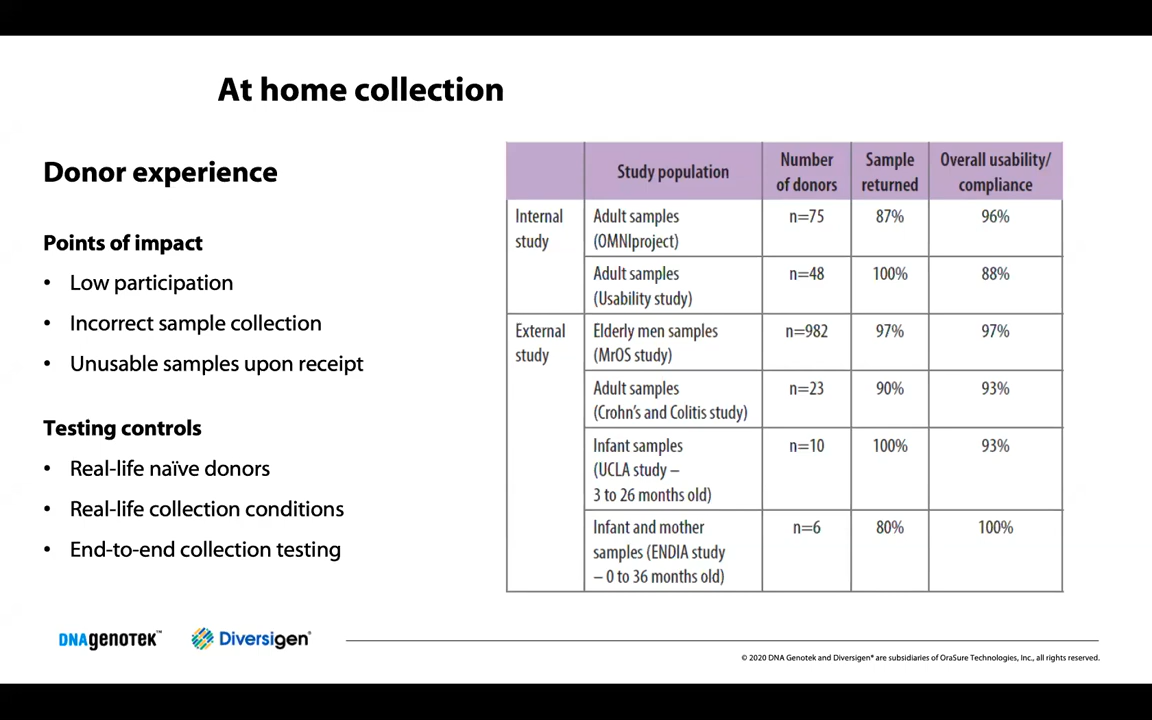 At home collection
Donor experience
Points of impact
• Low participation
• Incorrect sample collection
• Unusable samples upon receipt
Testing controls
• Real-life naïve donors
• Real-life collection conditions
• End-to-end collection testing
Study population
Number
of donors
Sample
returned
Overall usability/
compliance
Internal
study
Adult samples
(OMNIproject)
n=75
87%
96%
Adult samples
(Usability study)
n=48
100%
88%
External
study
Elderly men samples
(MrOS study)
n=982
97%
97%
Adult samples
(Crohn's and Colitis study)
n=23
90%
93%
Infant samples
(UCLA study –
3 to 26 months old)
n=10
100%
93%
Infant and mother
samples (ENDIA study
– 0 to 36 months old)
n=6
80%
100%
DNAgenotek™
Diversigen®
© 2020 DNA Genotek and Diversigen® are subsidiaries of OraSure Technologies, Inc., all rights reserved.